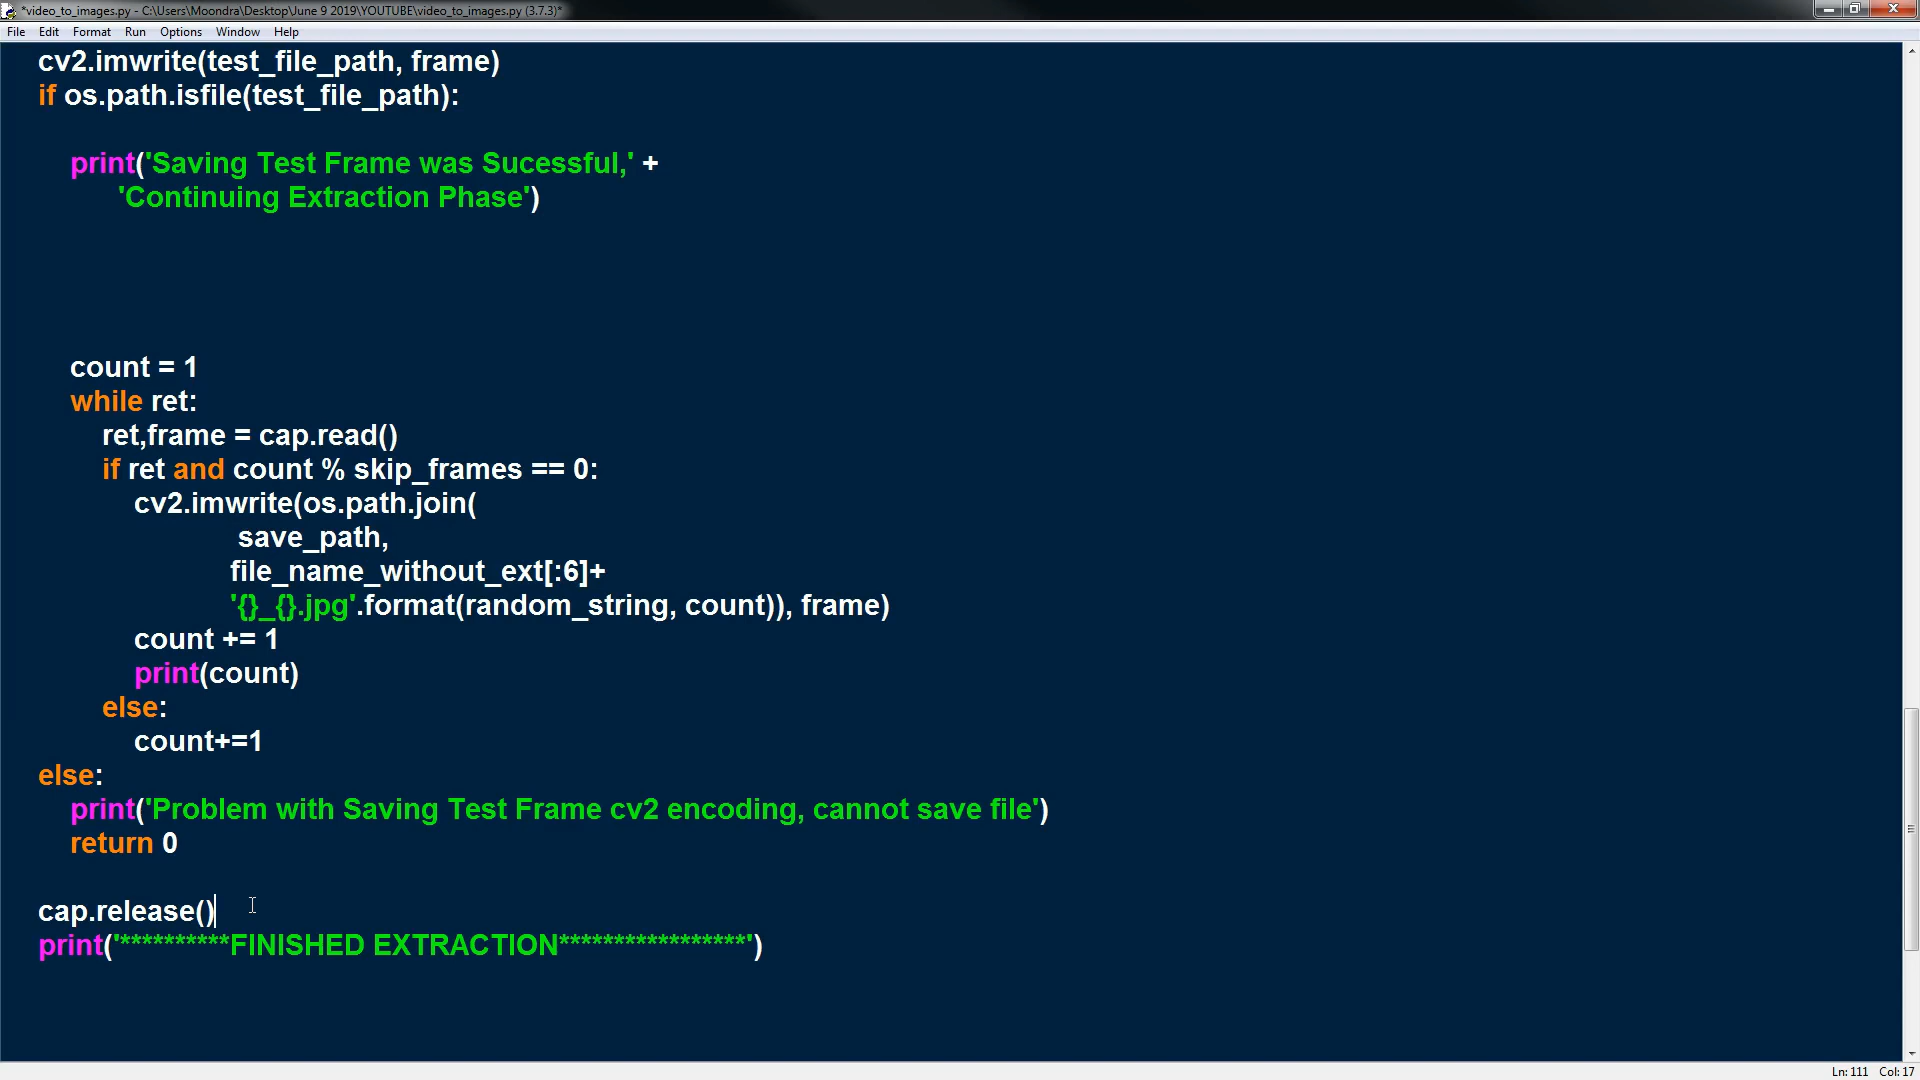 *video_to_images.py - C:\Users\Moondra\Desktop\June 9 2019\YOUTUBE\video_to_images.py (3.7.3)*
File Edit Format Run Options Window Help
cv2.imwrite(test_file_path, frame)
if os.path.isfile(test_file_path):
print('Saving Test Frame was Sucessful,' +
'Continuing Extraction Phase')
count = 1
while ret:
ret,frame = cap.read()
if ret and count % skip_frames == 0:
cv2.imwrite(os.path.join(
save_path,
file_name_without_ext[:6]+
'{}_{}.jpg'.format(random_string, count)), frame)
count += 1
print(count)
else:
count+=1
else:
print('Problem with Saving Test Frame cv2 encoding, cannot save file')
return 0
cap.release()
print('**********FINISHED EXTRACTION*****************')
Ln: 111 Col: 17